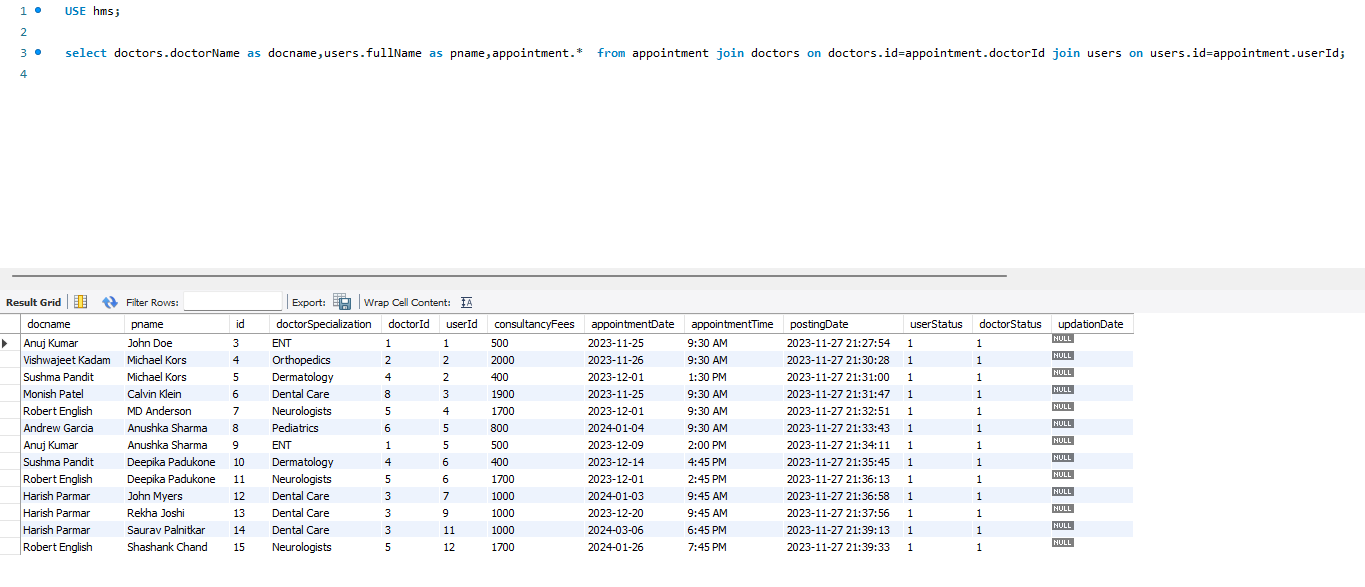 1 USE hms;
2
3 select doctors.doctorName as docname,users.fullName as pname,appointment.*  from appointment join doctors on doctors.id=appointment.doctorId join users on users.id=appointment.userId;
4
Result Grid Filter Rows: Export: Wrap Cell Content: IA
docname pname id doctorSpecialization doctorId userId consultancyFees appointmentDate appointmentTime postingDate userStatus doctorStatus updationDate
Anuj Kumar John Doe 3 ENT 1 1 500 2023-11-25 9:30 AM 2023-11-27 21:27:54 1 1 NULL
Vishwajeet Kadam Michael Kors 4 Orthopedics 2 2 2000 2023-11-26 9:30 AM 2023-11-27 21:30:28 1 1 NULL
Sushma Pandit Michael Kors 5 Dermatology 4 2 400 2023-12-01 1:30 PM 2023-11-27 21:31:00 1 1 NULL
Monish Patel Calvin Klein 6 Dental Care 8 3 1900 2023-11-25 9:30 AM 2023-11-27 21:31:47 1 1 NULL
Robert English MD Anderson 7 Neurologists 5 4 1700 2023-12-01 9:30 AM 2023-11-27 21:32:51 1 1 NULL
Andrew Garcia Anushka Sharma 8 Pediatrics 6 5 800 2024-01-04 9:30 AM 2023-11-27 21:33:43 1 1 NULL
Anuj Kumar Anushka Sharma 9 ENT 1 5 500 2023-12-09 2:00 PM 2023-11-27 21:34:11 1 1 NULL
Sushma Pandit Deepika Padukone 10 Dermatology 4 6 400 2023-12-14 4:45 PM 2023-11-27 21:35:45 1 1 NULL
Robert English Deepika Padukone 11 Neurologists 5 6 1700 2023-12-01 2:45 PM 2023-11-27 21:36:13 1 1 NULL
Harish Parmar John Myers 12 Dental Care 3 7 1000 2024-01-03 9:45 AM 2023-11-27 21:36:58 1 1 NULL
Harish Parmar Rekha Joshi 13 Dental Care 3 9 1000 2023-12-20 9:45 AM 2023-11-27 21:37:56 1 1 NULL
Harish Parmar Saurav Palnitkar 14 Dental Care 3 11 1000 2024-03-06 6:45 PM 2023-11-27 21:39:13 1 1 NULL
Robert English Shashank Chand 15 Neurologists 5 12 1700 2024-01-26 7:45 PM 2023-11-27 21:39:33 1 1 NULL